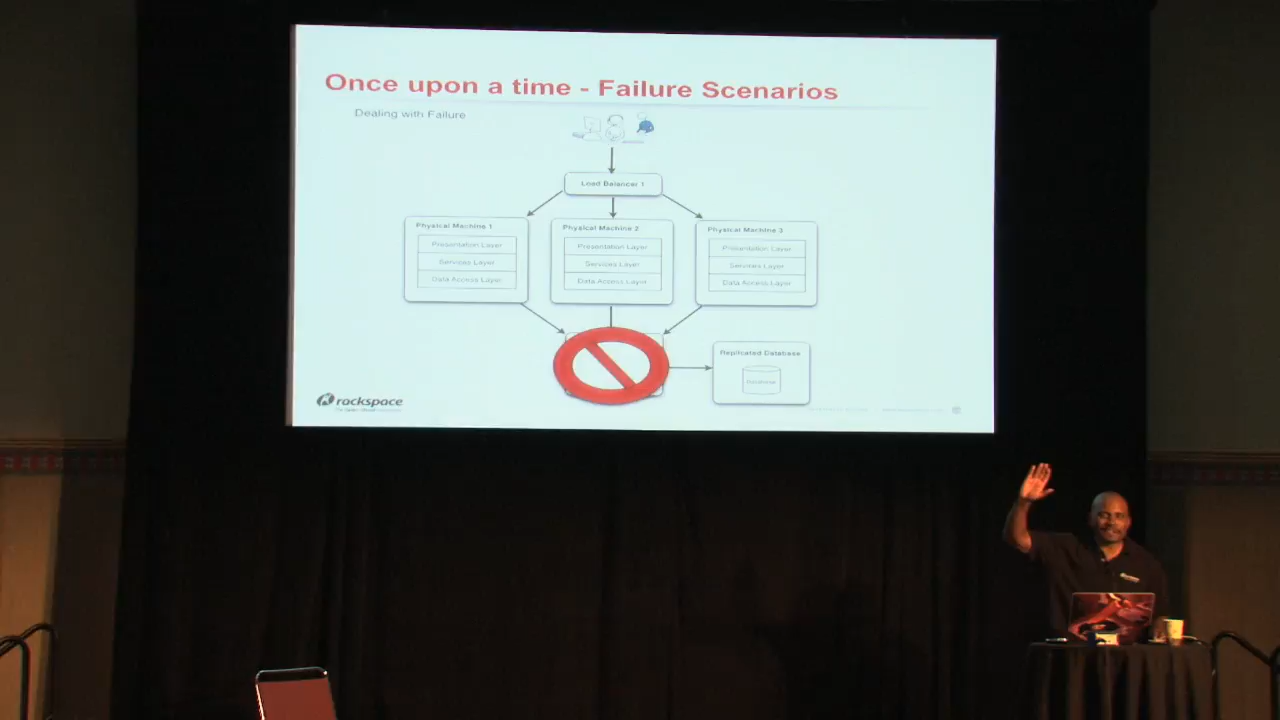 Once upon a time - Failure Scenarios
Dealing with Failure
Load Balancer 1
Physical Machine 1
Presentation Layer
Services Layer
Data Access Layer
Physical Machine 2
Presentation Layer
Services Layer
Data Access Layer
Physical Machine 3
Presentation Layer
Services Layer
Data Access Layer
Replicated Database
Database
rackspace